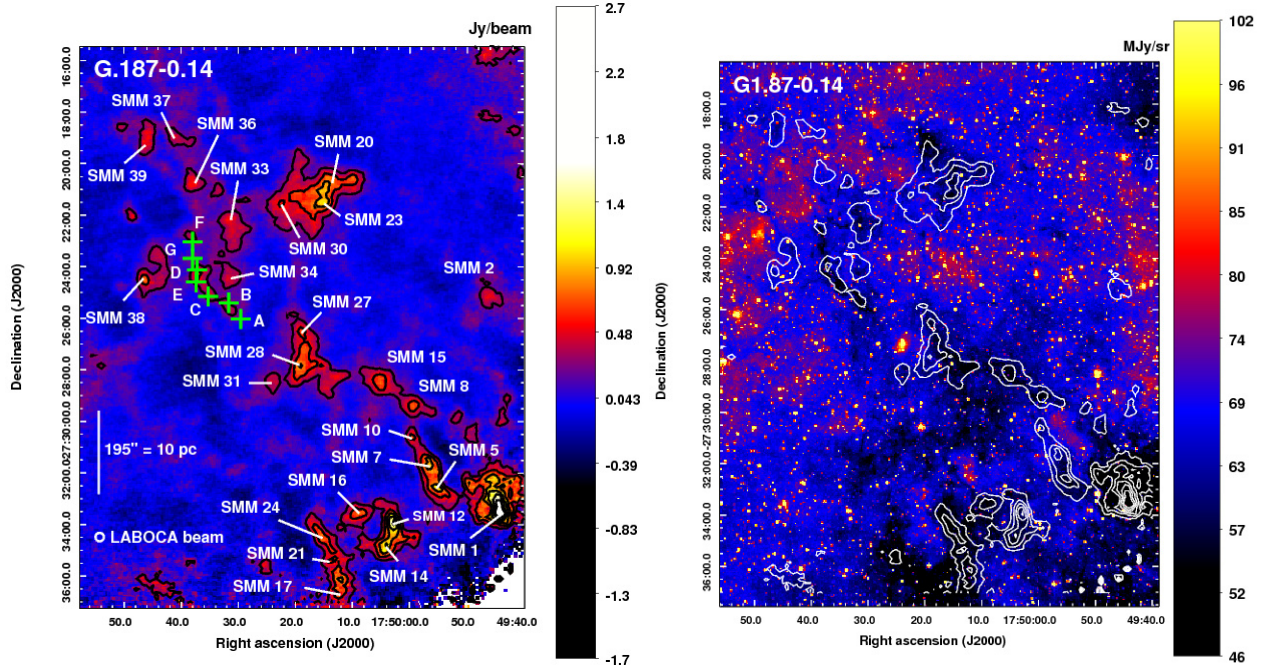 Jy/beam
G.187-0.14
SMM 37
SMM 36
SMM 20
SMM 33
SMM 39
SMM 23
F
SMM 30
G
D
SMM 34
SMM 2
E
B
SMM 38
C
A
SMM 27
SMM 28
SMM 15
SMM 31
SMM 8
SMM 10
195" = 10 pc
SMM 5
SMM 7
SMM 16
SMM 24
SMM 12
LABOCA beam
SMM 1
SMM 21
SMM 14
SMM 17
Declination (J2000)
16:00.0
18:00.0
20:00.0
22:00.0
24:00.0
26:00.0
28:00.0
-27:30:00.0
32:00.0
34:00.0
36:00.0
50.0 40.0 30.0 20.0 10.0 17:50:00.0 50.0 49:40.0
Right ascension (J2000)
2.7
2.2
1.8
1.4
0.92
0.48
0.043
-0.39
-0.83
-1.3
-1.7
MJy/sr
G1.87-0.14
Declination (J2000)
18:00.0
20:00.0
22:00.0
24:00.0
26:00.0
28:00.0
-27:30:00.0
32:00.0
34:00.0
36:00.0
50.0 40.0 30.0 20.0 10.0 17:50:00.0 50.0 49:40.0
Right ascension (J2000)
102
96
91
85
80
74
69
63
57
52
46